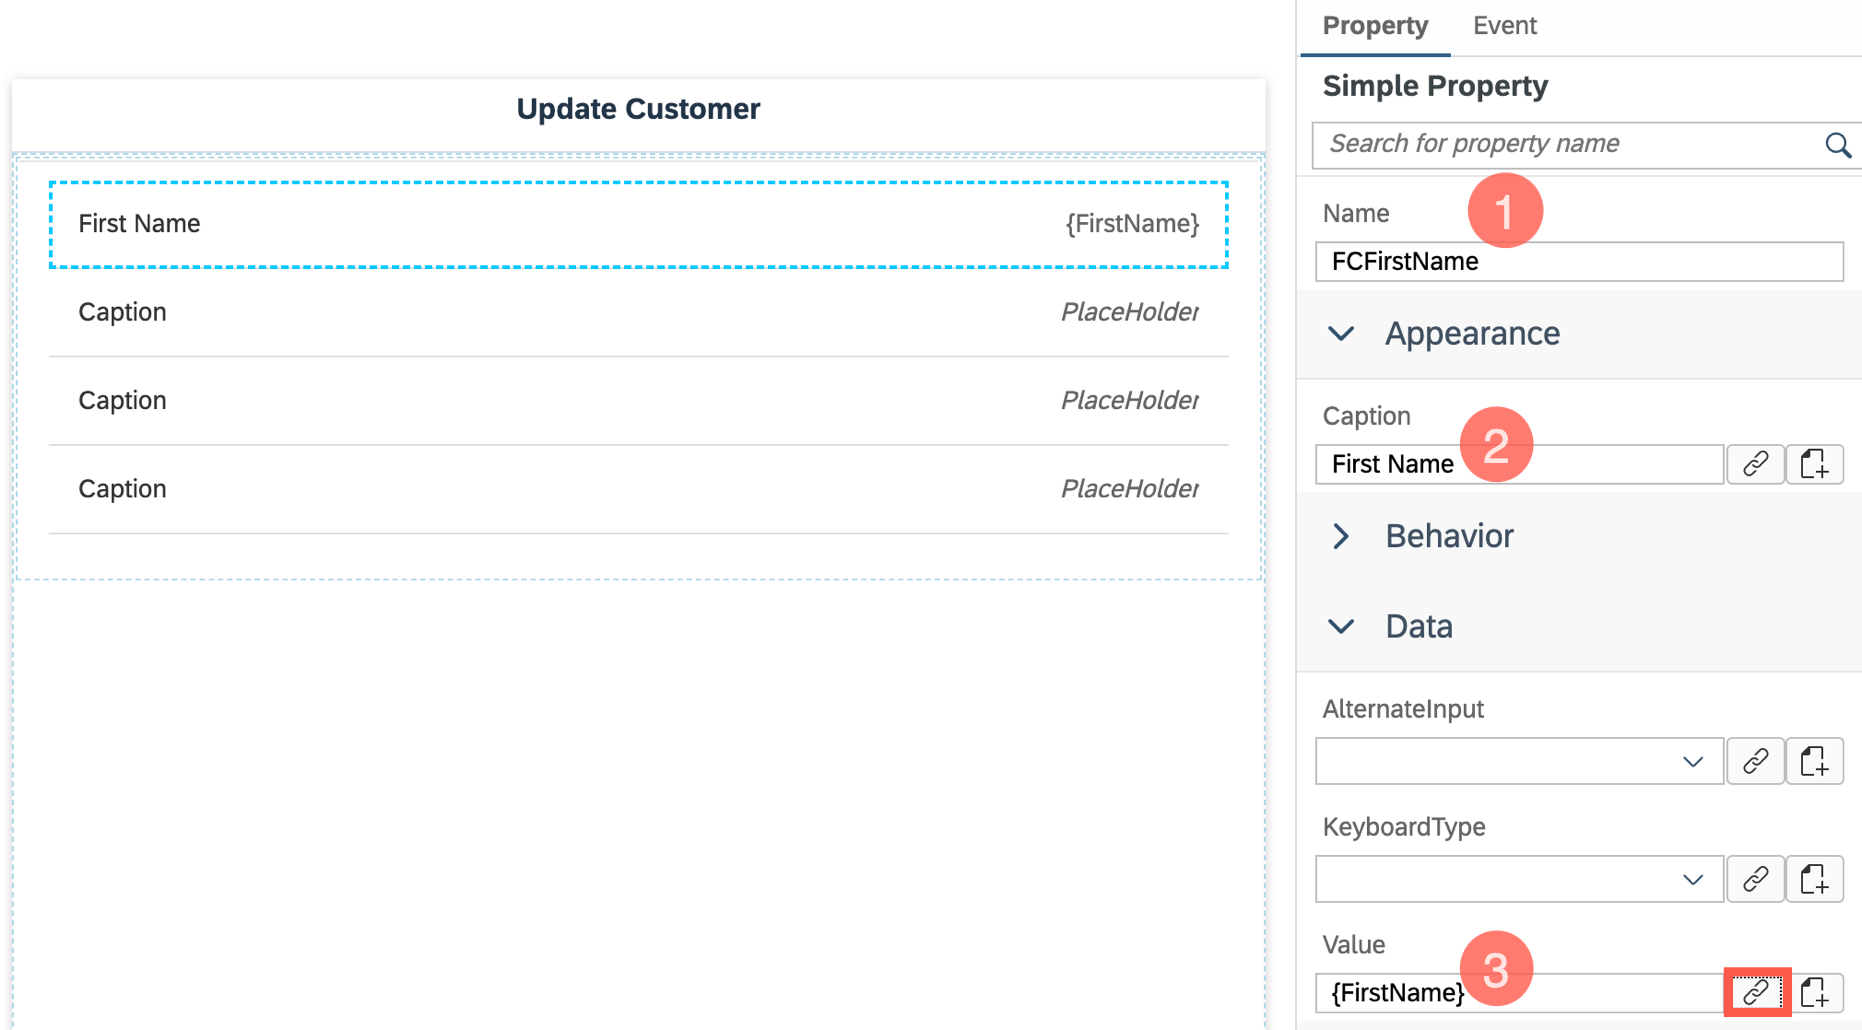 Property Event
Simple Property
Search for property name
Name
1
FCFirstName
Appearance
Caption
2
First Name
Behavior
Data
AlternateInput
KeyboardType
Value
3
{FirstName}
Update Customer
First Name {FirstName}
Caption PlaceHolder
Caption PlaceHolder
Caption PlaceHolder